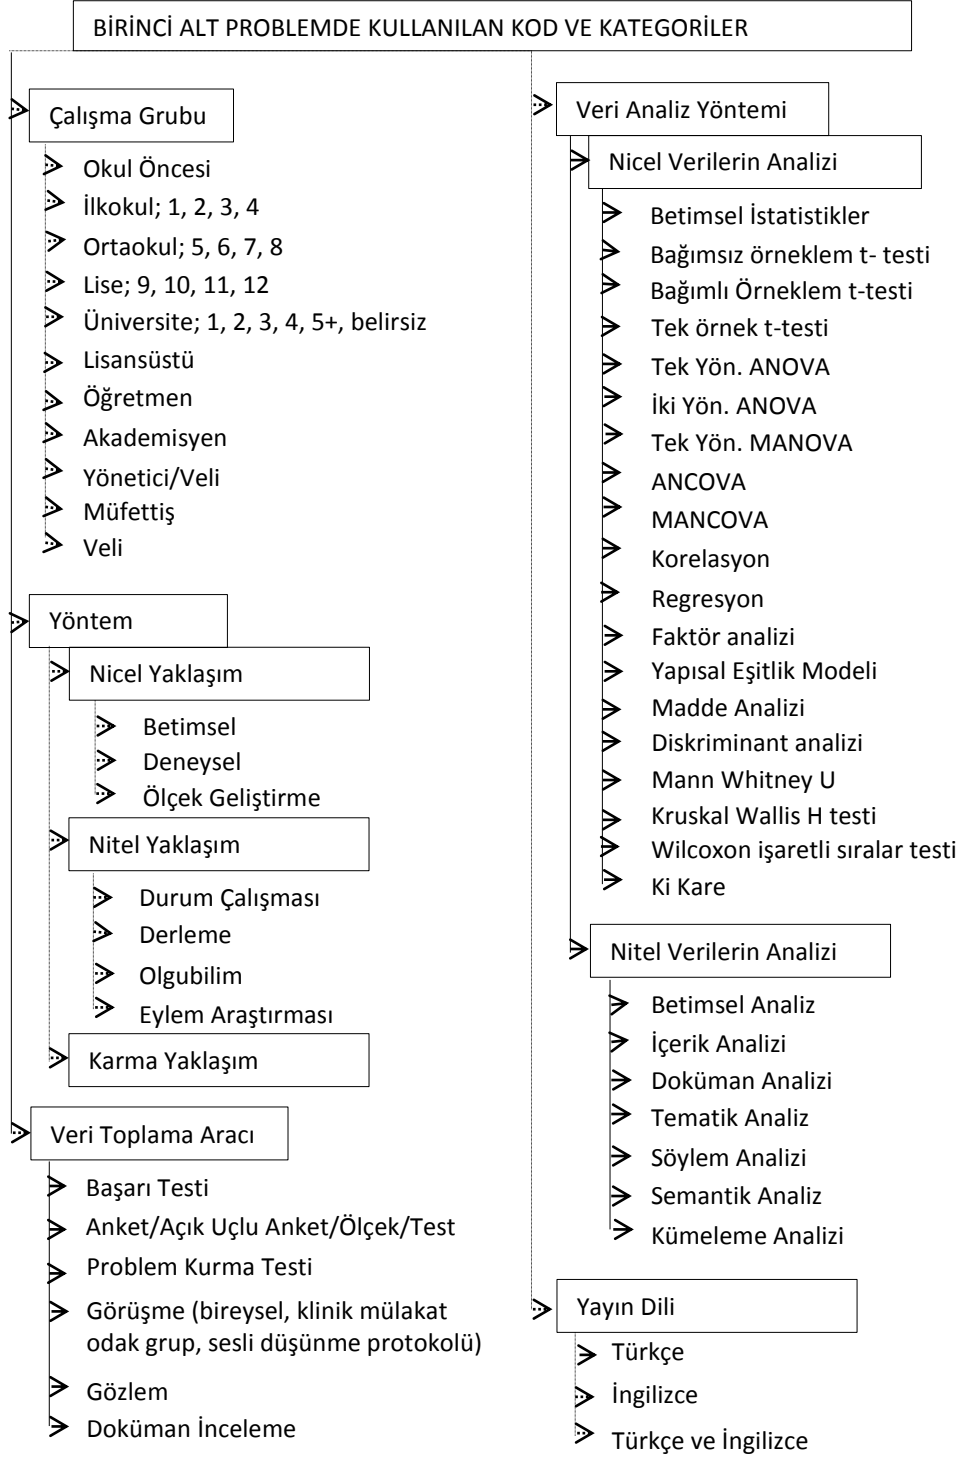 BİRİNCİ ALT PROBLEMDE KULLANILAN KOD VE KATEGORİLER
Çalışma Grubu
Okul Öncesi
İlkokul; 1, 2, 3, 4
Ortaokul; 5, 6, 7, 8
Lise; 9, 10, 11, 12
Üniversite; 1, 2, 3, 4, 5+, belirsiz
Lisansüstü
Öğretmen
Akademisyen
Yönetici/Veli
Müfettiş
Veli
Yöntem
Nicel Yaklaşım
Betimsel
Deneysel
Ölçek Geliştirme
Nitel Yaklaşım
Durum Çalışması
Derleme
Olgubilim
Eylem Araştırması
Karma Yaklaşım
Veri Toplama Aracı
Başarı Testi
Anket/Açık Uçlu Anket/Ölçek/Test
Problem Kurma Testi
Görüşme (bireysel, klinik mülakat
odak grup, sesli düşünme protokolü)
Gözlem
Doküman İnceleme
Veri Analiz Yöntemi
Nicel Verilerin Analizi
Betimsel İstatistikler
Bağımsız örneklem t- testi
Bağımlı Örneklem t-testi
Tek örnek t-testi
Tek Yön. ANOVA
İki Yön. ANOVA
Tek Yön. MANOVA
ANCOVA
MANCOVA
Korelasyon
Regresyon
Faktör analizi
Yapısal Eşitlik Modeli
Madde Analizi
Diskriminant analizi
Mann Whitney U
Kruskal Wallis H testi
Wilcoxon işaretli sıralar testi
Ki Kare
Nitel Verilerin Analizi
Betimsel Analiz
İçerik Analizi
Doküman Analizi
Tematik Analiz
Söylem Analizi
Semantik Analiz
Kümeleme Analizi
Yayın Dili
Türkçe
İngilizce
Türkçe ve İngilizce